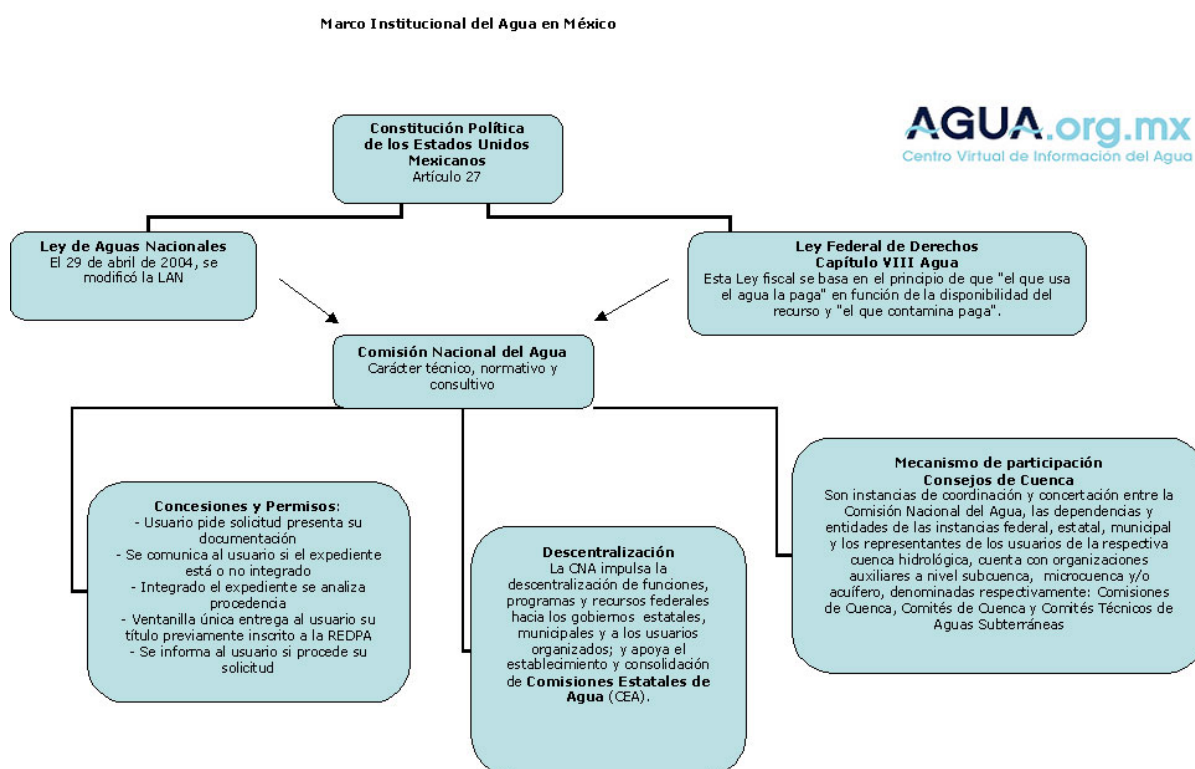 Marco Institucional del Agua en México
AGUA.org.mx
Centro Virtual de Información del Agua
Constitución Política
de los Estados Unidos
Mexicanos
Artículo 27
Ley de Aguas Nacionales
El 29 de abril de 2004, se
modificó la LAN
Ley Federal de Derechos
Capítulo VIII Agua
Esta Ley fiscal se basa en el principio de que "el que usa
el agua la paga" en función de la disponibilidad del
recurso y "el que contamina paga".
Comisión Nacional del Agua
Carácter técnico, normativo y
consultivo
Concesiones y Permisos:
- Usuario pide solicitud presenta su
documentación
- Se comunica al usuario si el expediente
está o no integrado
- Integrado el expediente se analiza
procedencia
- Ventanilla única entrega al usuario su
título previamente inscrito a la REDPA
- Se informa al usuario si procede su
solicitud
Descentralización
La CNA impulsa la
descentralización de funciones,
programas y recursos federales
hacia los gobiernos estatales,
municipales y a los usuarios
organizados; y apoya el
establecimiento y consolidación
de Comisiones Estatales de
Agua (CEA).
Mecanismo de participación
Consejos de Cuenca
Son instancias de coordinación y concertación entre la
Comisión Nacional del Agua, las dependencias y
entidades de las instancias federal, estatal, municipal
y los representantes de los usuarios de la respectiva
cuenca hidrológica, cuenta con organizaciones
auxiliares a nivel subcuenca, microcuenca y/o
acuífero, denominadas respectivamente: Comisiones
de Cuenca, Comités de Cuenca y Comités Técnicos de
Aguas Subterráneas